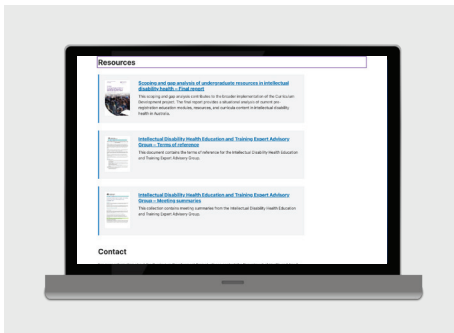 Resources
Scoping and gap analysis of undergraduate resources in intellectual
disability health – Final report
This scoping and gap analysis contributes to the broader implementation of the Curriculum
Development project. The final report provides a situational analysis of current pre-
registration education modules, resources, and curricula content in intellectual disability
health in Australia.
Intellectual Disability Health Education and Training Expert Advisory
Group – Terms of reference
This document contains the terms of reference for the Intellectual Disability Health Education
and Training Expert Advisory Group.
Intellectual Disability Health Education and Training Expert Advisory
Group – Meeting summaries
This collection contains meeting summaries from the Intellectual Disability Health Education
and Training Expert Advisory Group.
Contact